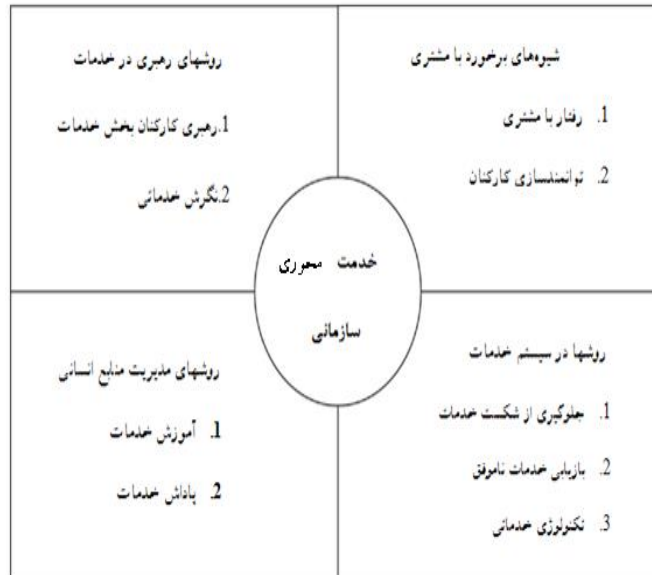 شیوه‌های برخورد با مشتری
1. رفتار با مشتری
2. توانمندسازی کارکنان
روشهای رهبری در خدمات
1.رهبری کارکنان بخش خدمات
2.نگرش خدماتی
خدمت محوری
سازمانی
روشها در سیستم خدمات
1. جلوگیری از شکست خدمات
2. بازیابی خدمات ناموفق
3. تکنولوژی خدماتی
روشهای مدیریت منابع انسانی
1. آموزش خدمات
2. پاداش خدمات